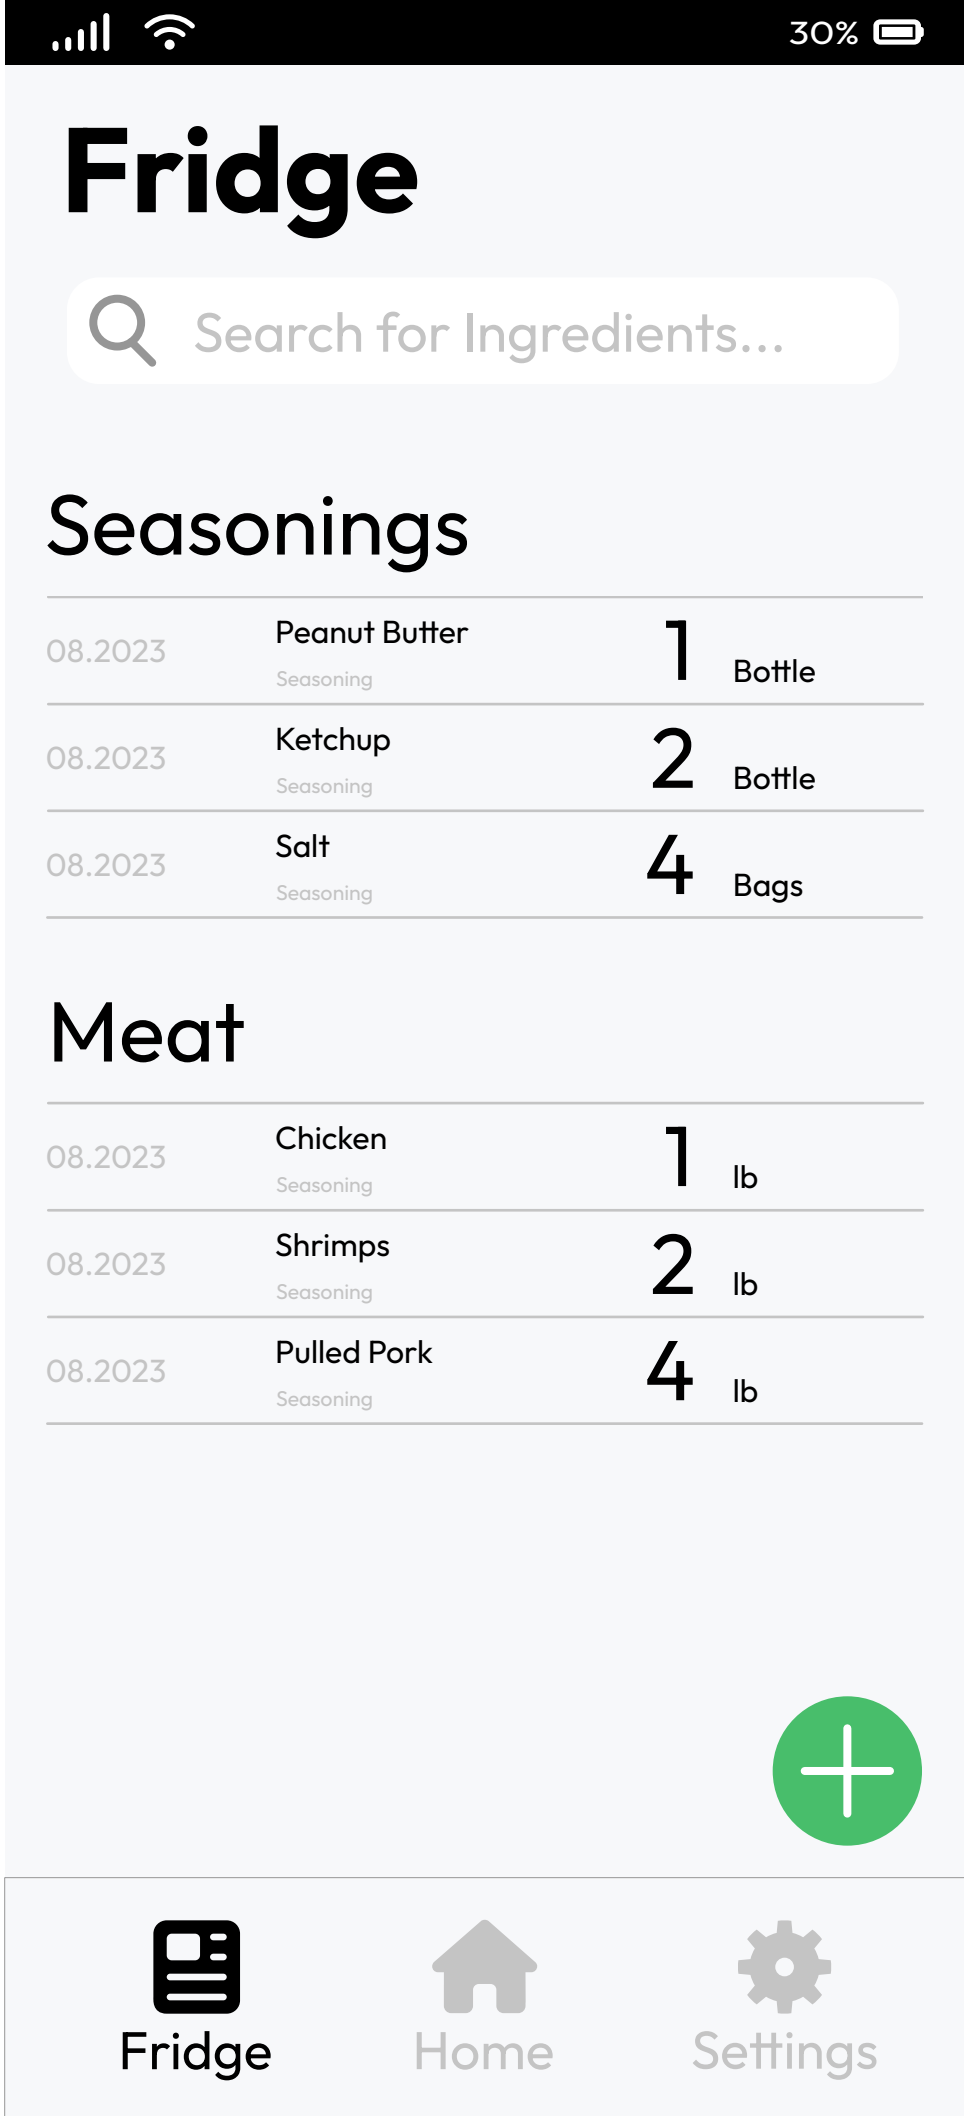 30%
Fridge
Search for Ingredients...
Seasonings
08.2023 Peanut Butter 1 Bottle
Seasoning
08.2023 Ketchup 2 Bottle
Seasoning
08.2023 Salt 4 Bags
Seasoning
Meat
08.2023 Chicken 1 lb
Seasoning
08.2023 Shrimps 2 lb
Seasoning
08.2023 Pulled Pork 4 lb
Seasoning
Fridge Home Settings